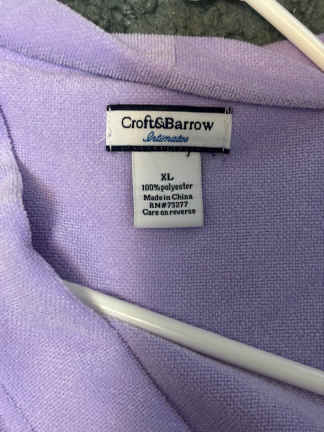 Croft&Barrow
Intimates
XL
100%polyester
Made in China
RN#73277
Care on reverse